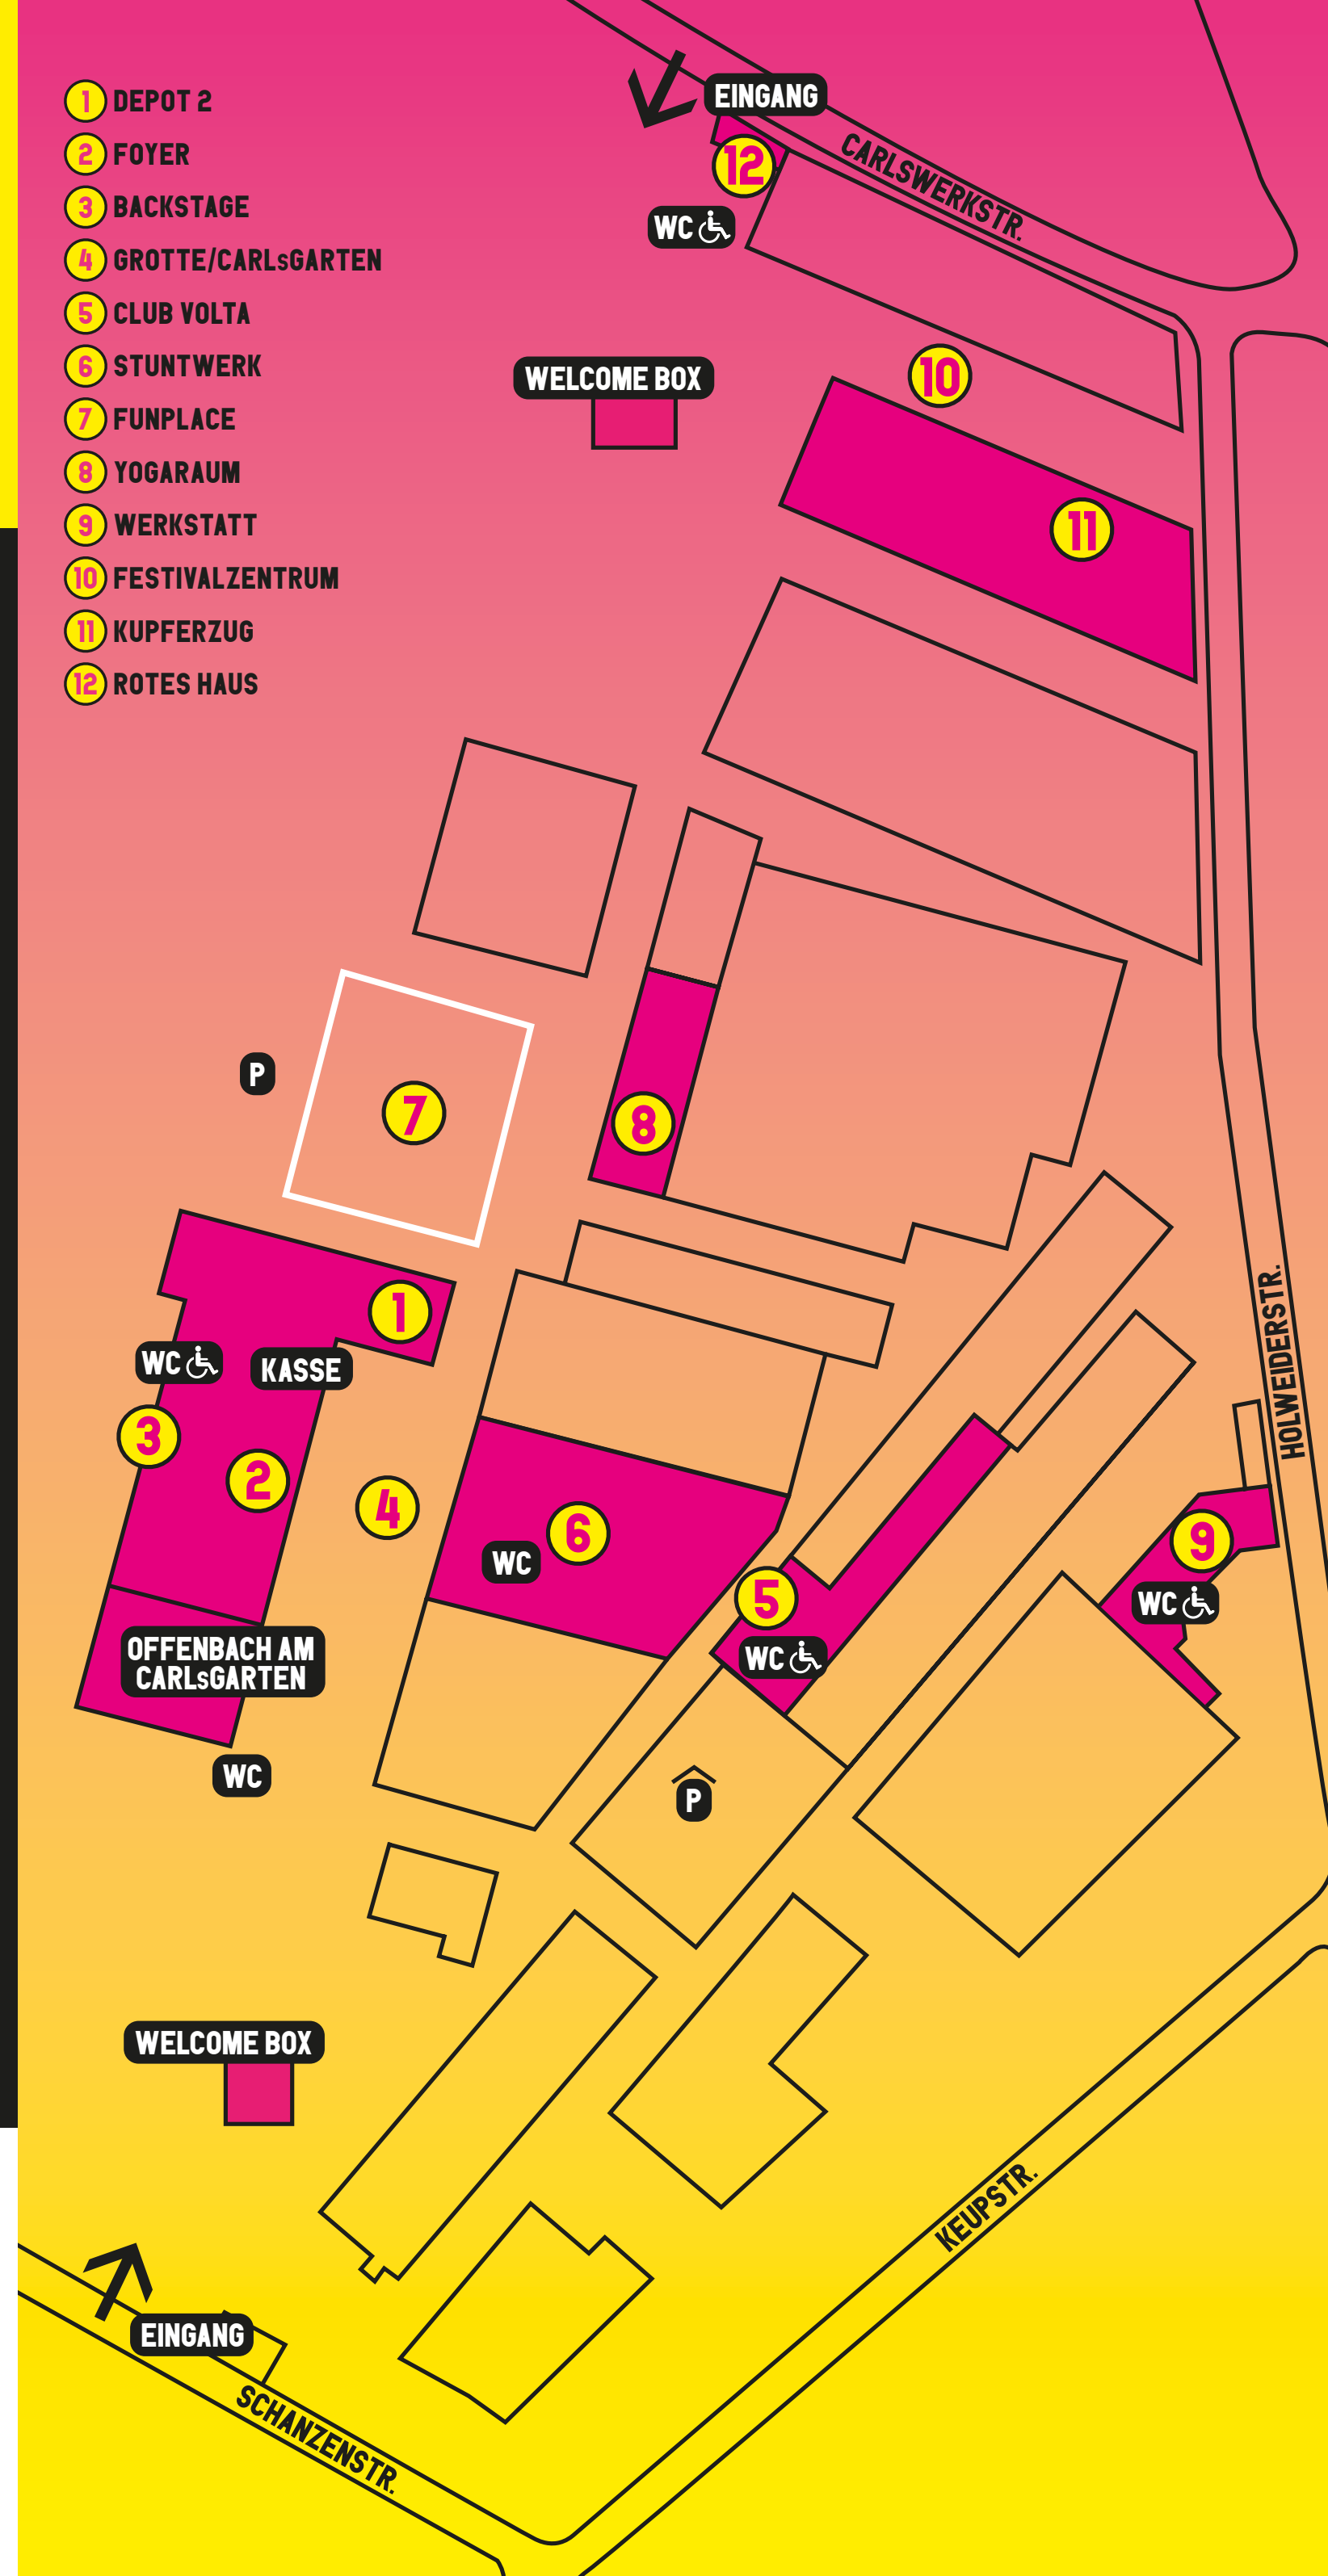 1 DEPOT 2
2 FOYER
3 BACKSTAGE
4 GROTTE/CARLsGARTEN
5 CLUB VOLTA
6 STUNTWERK
7 FUNPLACE
8 YOGARAUM
9 WERKSTATT
10 FESTIVALZENTRUM
11 KUPFERZUG
12 ROTES HAUS
EINGANG
CARLSWERKSTR.
12
WC
WELCOME BOX
10
11
P
7
8
1
HOLWEIDERSTR.
WC
KASSE
3
2
4
6
WC
9
5
WC
WC
OFFENBACH AM
CARLsGARTEN
WC
P
WELCOME BOX
KEUPSTR.
EINGANG
SCHANZENSTR.